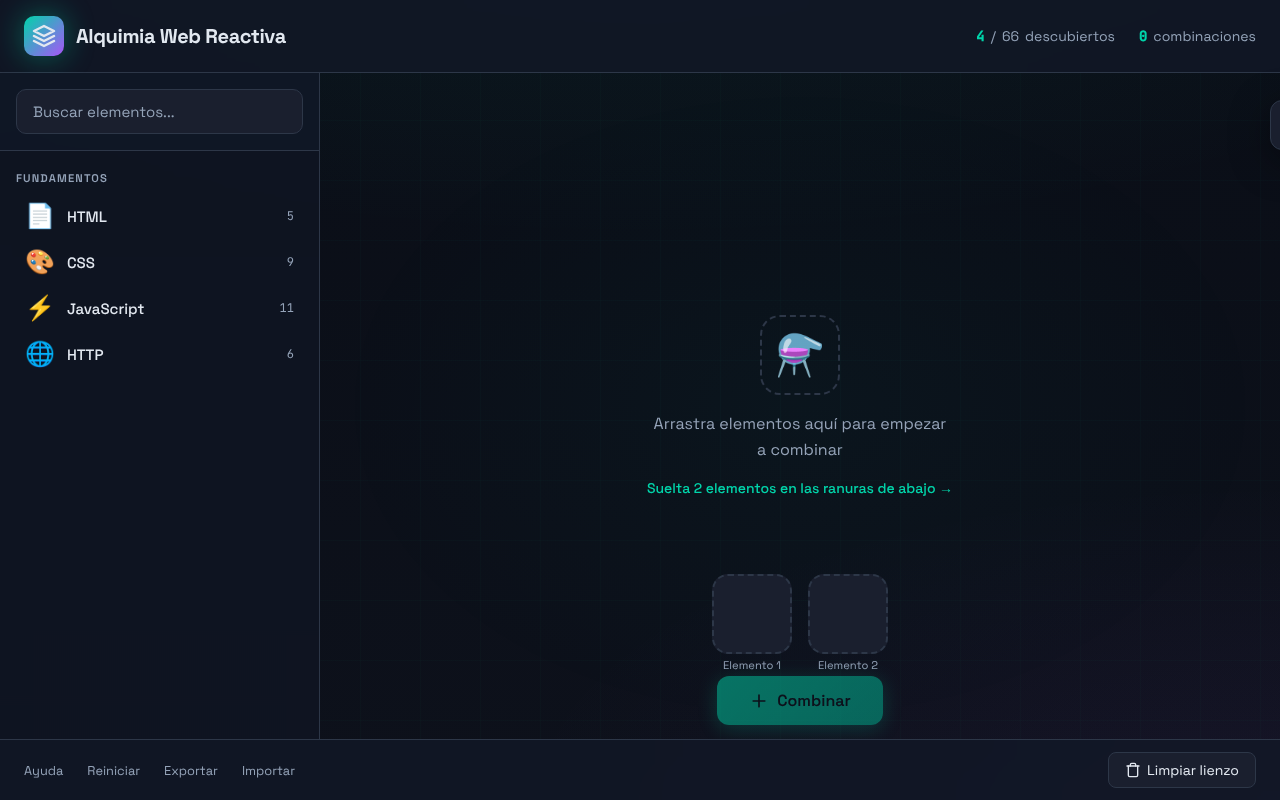 Alquimia Web Reactiva
4 / 66 descubiertos
0 combinaciones
Buscar elementos...
FUNDAMENTOS
HTML 5
CSS 9
JavaScript 11
HTTP 6
Arrastra elementos aquí para empezar
a combinar
Suelta 2 elementos en las ranuras de abajo →
Elemento 1
Elemento 2
Combinar
Ayuda
Reiniciar
Exportar
Importar
Limpiar lienzo